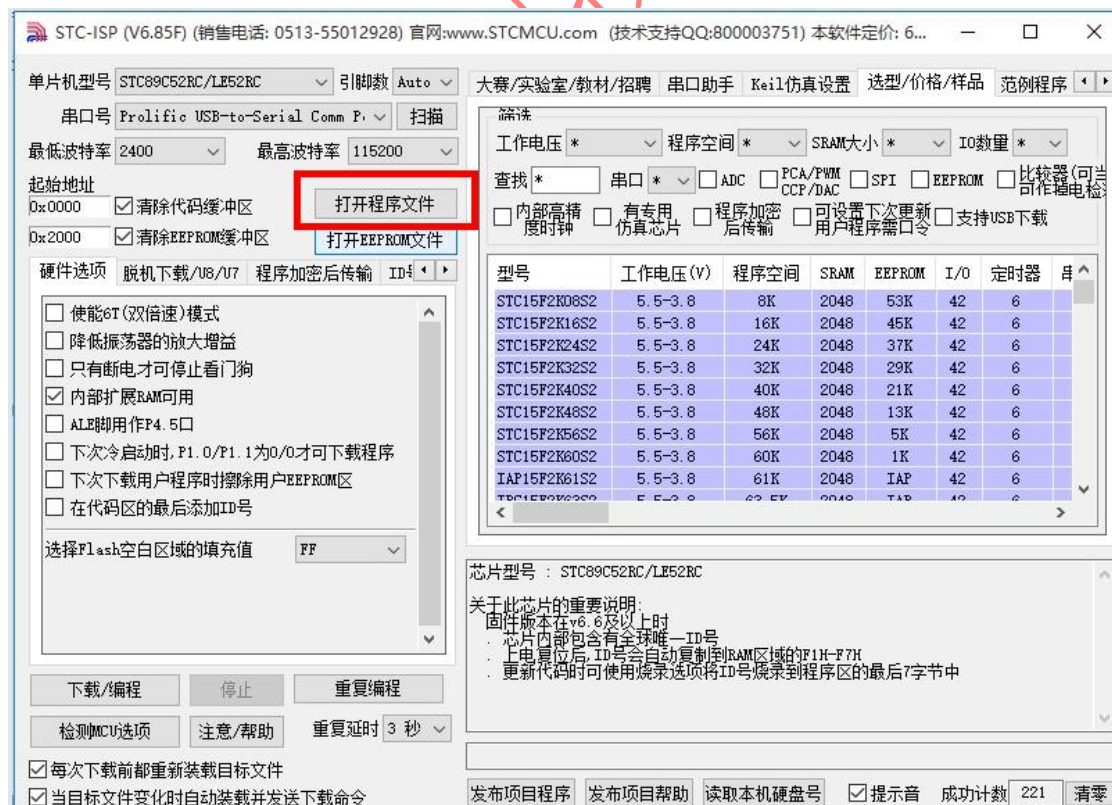 STC-ISP (V6.85F) (销售电话: 0513-55012928) 官网:www.STCMCU.com (技术支持QQ:800003751) 本软件定价: 6...
单片机型号 STC89C52RC/LE52RC 引脚数 Auto
串口号 Prolific USB-to-Serial Comm P 扫描
最低波特率 2400 最高波特率 115200
起始地址
0x0000 清除代码缓冲区 打开程序文件
0x2000 清除EEPROM缓冲区 打开EEPROM文件
硬件选项 脱机下载/U8/U7 程序加密后传输
使能6T(双倍速)模式
降低振荡器的放大增益
只有断电才可停止看门狗
内部扩展RAM可用
ALE脚用作P4.5口
下次冷启动时,P1.0/P1.1为0/0才可下载程序
下次下载用户程序时擦除用户EEPROM区
在代码区的最后添加ID号
选择Flash空白区域的填充值 FF
下载/编程 停止 重复编程
检测MCU选项 注意/帮助 重复延时 3 秒
每次下载前都重新装载目标文件
当目标文件变化时自动装载并发送下载命令
大赛/实验室/教材/招聘 串口助手 Keil仿真设置 选型/价格/样品 范例程序
筛选
工作电压 * 程序空间 * SRAM大小 * IO数量 *
查找 * 串口 * ADC PCA/PWM CCP/DAC SPI EEPROM 比较器(可当
内部高精度时钟 有专用仿真芯片 程序加密后传输 可设置下次更新用户程序需口令 支持USB下载
型号 工作电压(V) 程序空间 SRAM EEPROM I/O 定时器
STC15F2K08S2 5.5-3.8 8K 2048 53K 42 6
STC15F2K16S2 5.5-3.8 16K 2048 45K 42 6
STC15F2K24S2 5.5-3.8 24K 2048 37K 42 6
STC15F2K32S2 5.5-3.8 32K 2048 29K 42 6
STC15F2K40S2 5.5-3.8 40K 2048 21K 42 6
STC15F2K48S2 5.5-3.8 48K 2048 13K 42 6
STC15F2K56S2 5.5-3.8 56K 2048 5K 42 6
STC15F2K60S2 5.5-3.8 60K 2048 1K 42 6
IAP15F2K61S2 5.5-3.8 61K 2048 IAP 42 6
芯片型号 : STC89C52RC/LE52RC
关于此芯片的重要说明:
固件版本在v6.6及以上时
. 芯片内部包含有全球唯一ID号
. 上电复位后,ID号会自动复制到RAM区域的F1H-F7H
. 更新代码时可使用烧录选项将ID号烧录到程序区的最后7字节中
发布项目程序 发布项目帮助 读取本机硬盘号 提示音 成功计数 221 清零